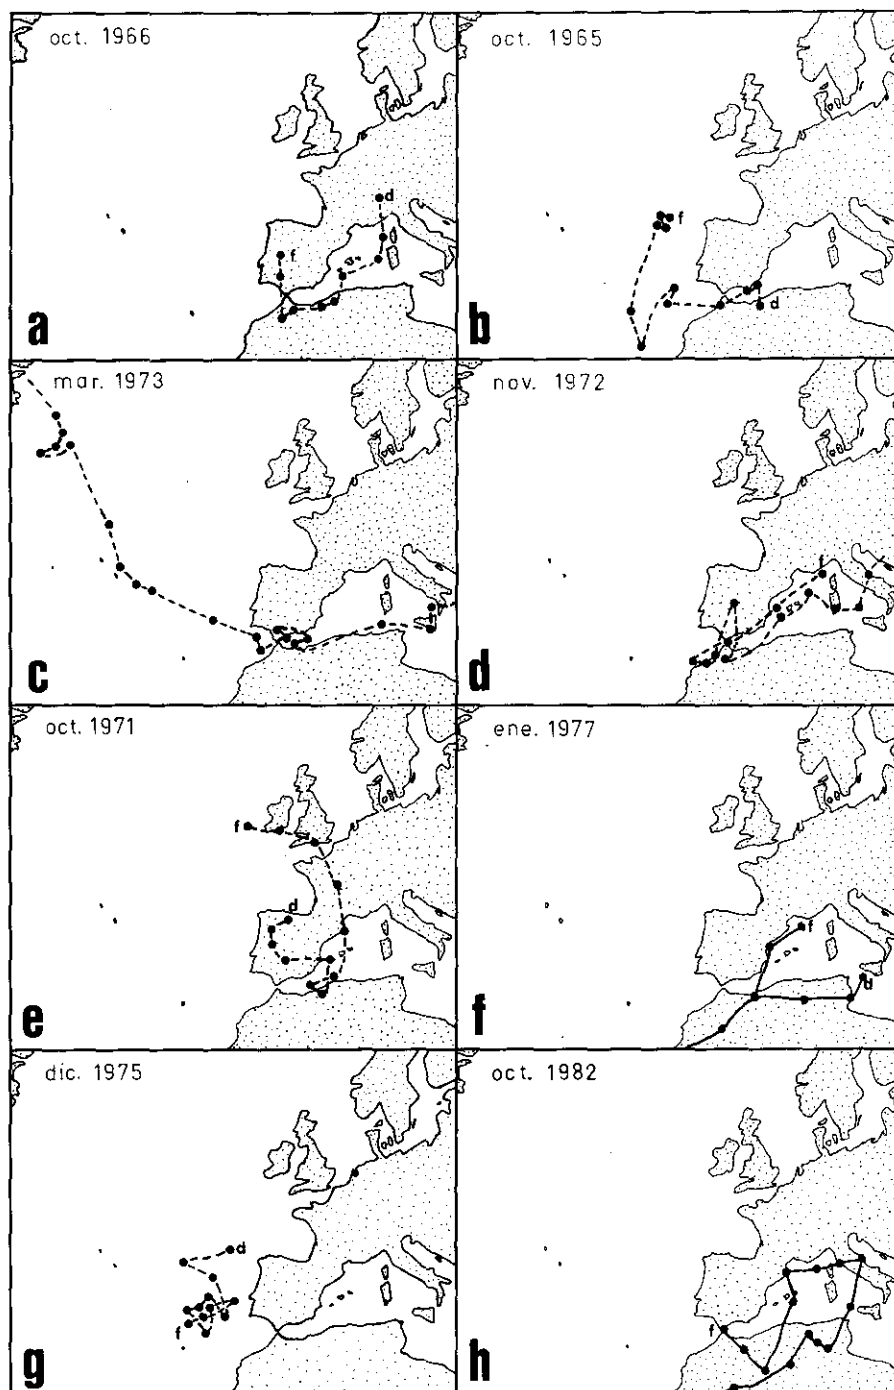 oct. 1966
d
f
a
oct. 1965
f
d
b
mar. 1973
c
nov. 1972
f
d
oct. 1971
f
d
e
ene. 1977
f
d
f
dic. 1975
d
f
g
oct. 1982
f
h